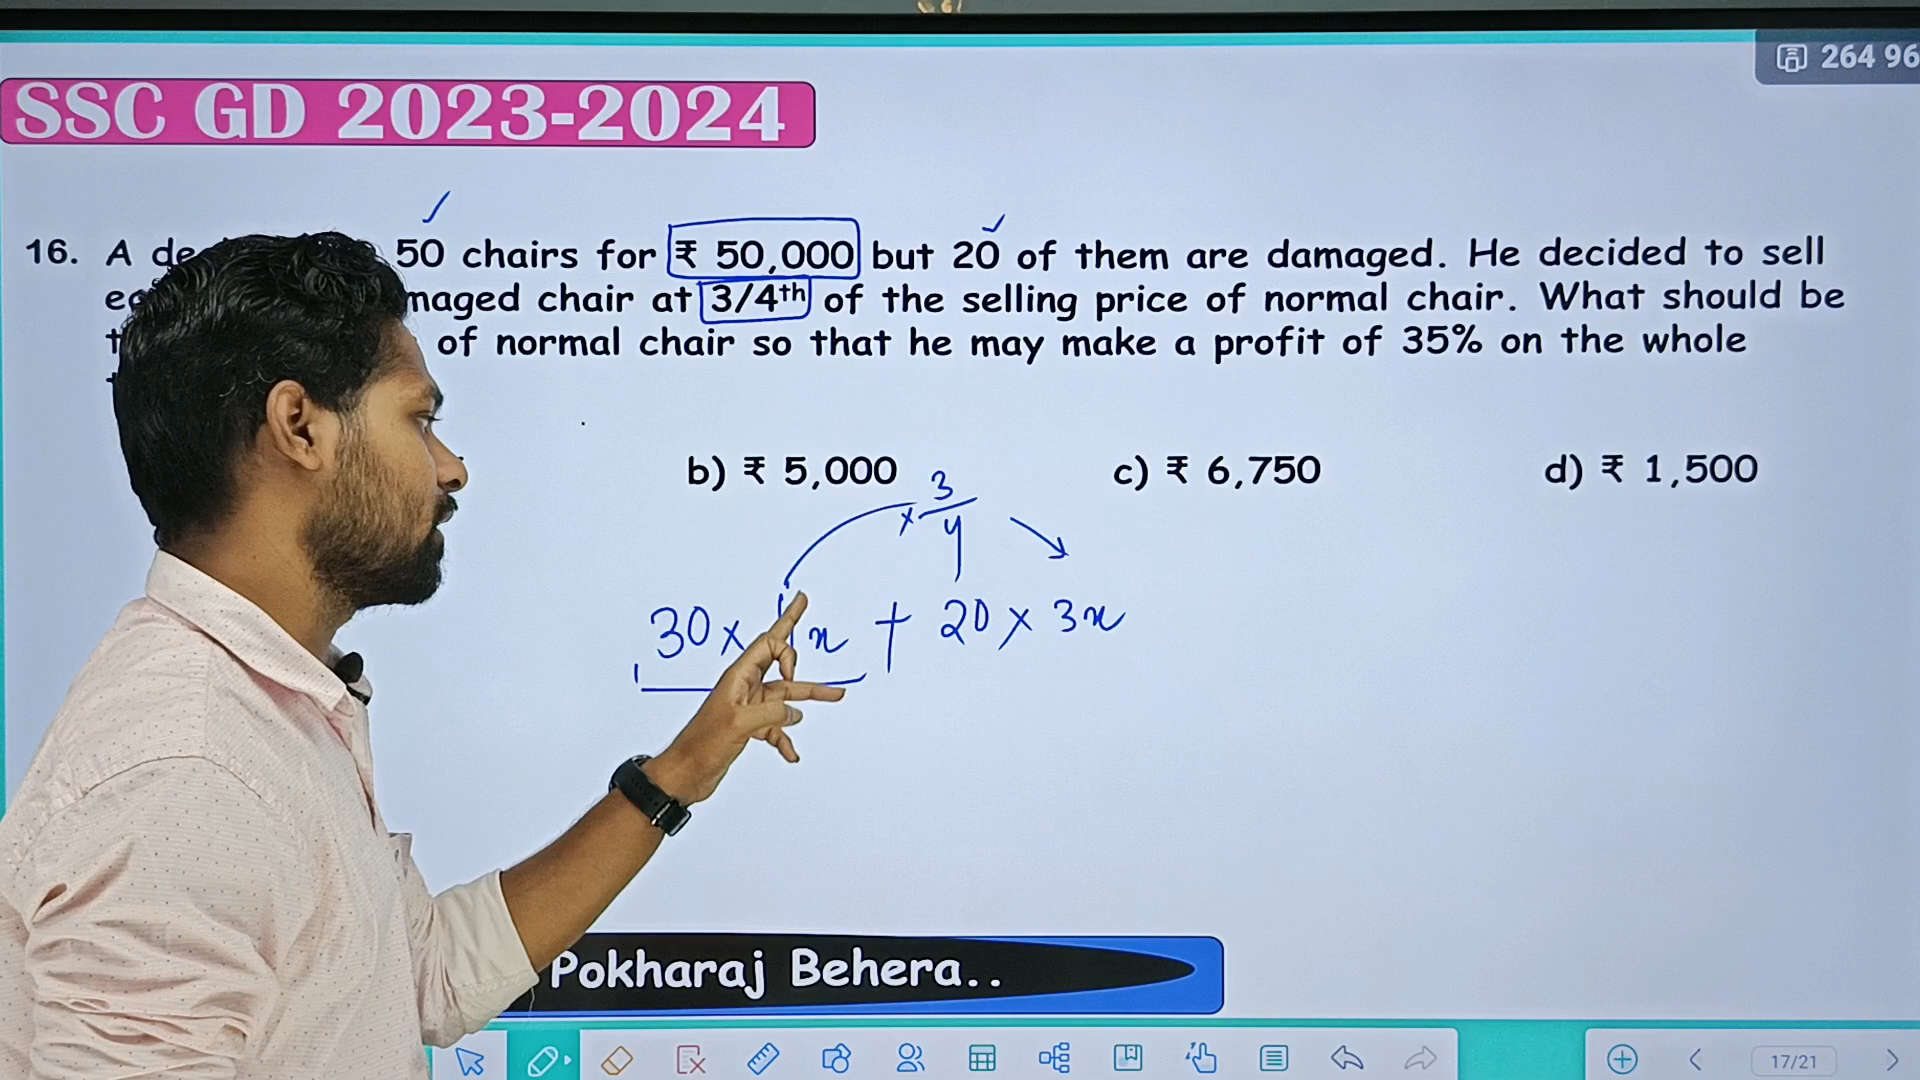 264 96
SSC GD 2023-2024
16. A de 50 chairs for ₹ 50,000 but 20 of them are damaged. He decided to sell
maged chair at 3/4th of the selling price of normal chair. What should be
of normal chair so that he may make a profit of 35% on the whole
b) ₹ 5,000 c) ₹ 6,750 d) ₹ 1,500
× 3/4
30 × x + 20 × 3x
Pokharaj Behera..
17/21